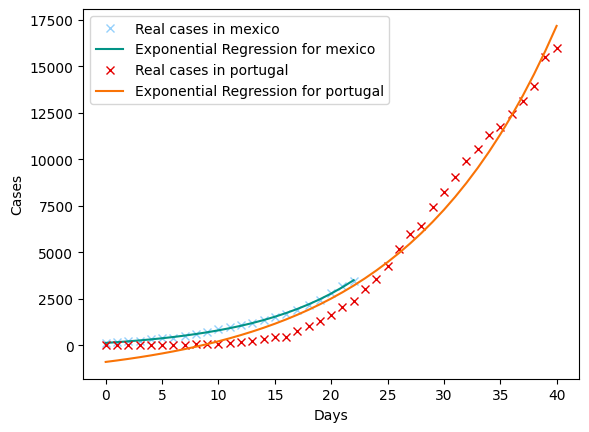 Real cases in mexico
Exponential Regression for mexico
Real cases in portugal
Exponential Regression for portugal
17500
15000
12500
10000
7500
5000
2500
0
Cases
0 5 10 15 20 25 30 35 40
Days